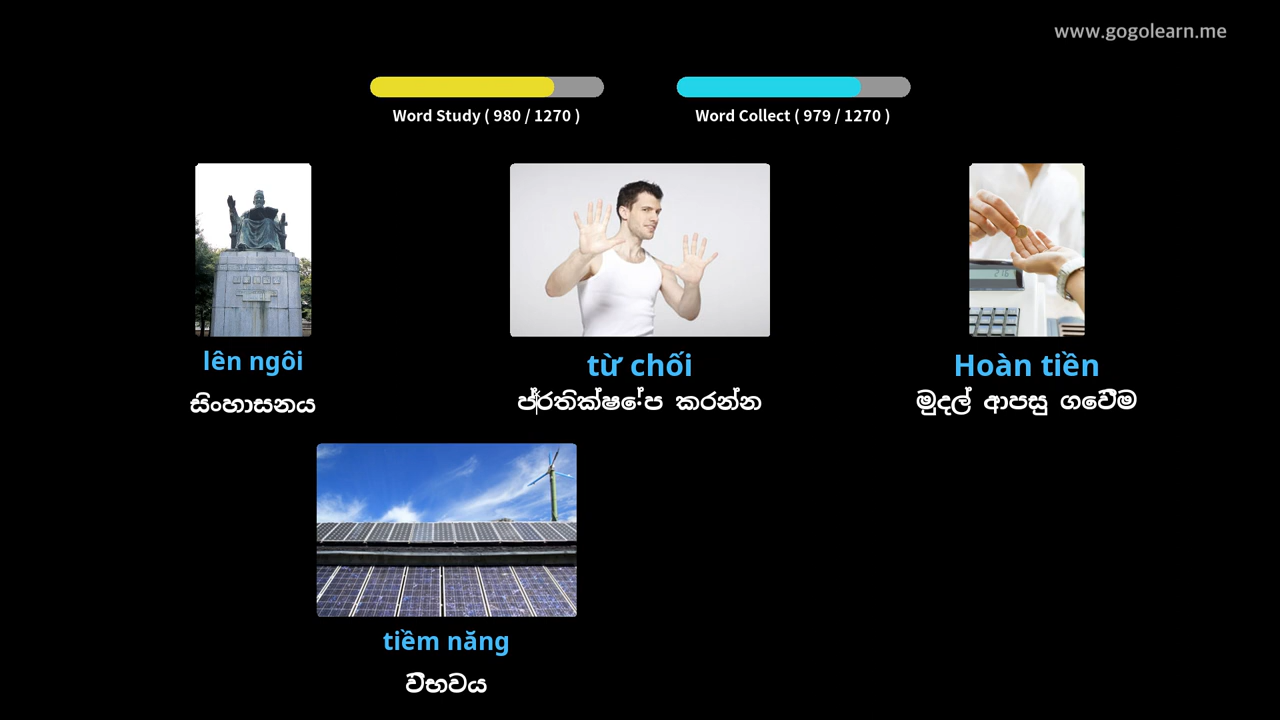 www.gogolearn.me
Word Study ( 980 / 1270 )
Word Collect ( 979 / 1270 )
lên ngôi
සිංහාසනය
từ chối
ප්‍රතික්ෂේප කරන්න
Hoàn tiền
මුදල් ආපසු ගෙවීම
tiềm năng
විභවය